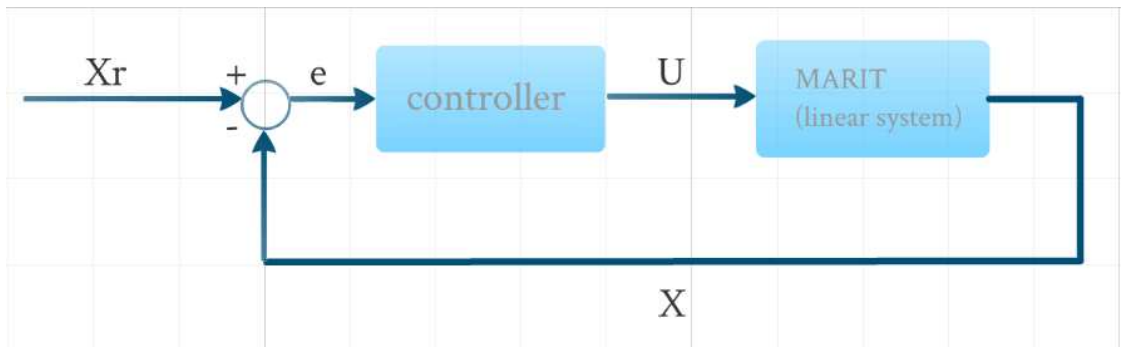 Xr
+
-
e
controller
U
MARIT
(linear system)
X